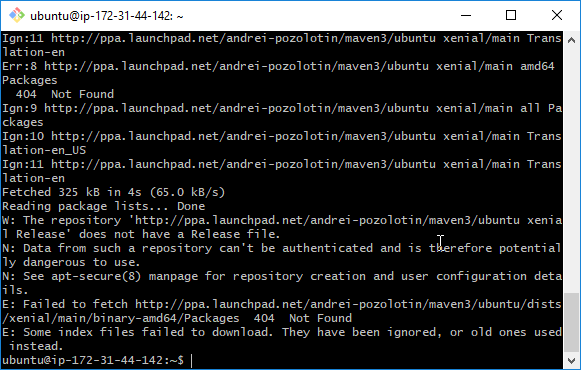 ubuntu@ip-172-31-44-142: ~
Ign:11 http://ppa.launchpad.net/andrei-pozolotin/maven3/ubuntu xenial/main Trans
lation-en
Err:8 http://ppa.launchpad.net/andrei-pozolotin/maven3/ubuntu xenial/main amd64
Packages
  404  Not Found
Ign:9 http://ppa.launchpad.net/andrei-pozolotin/maven3/ubuntu xenial/main all Pa
ckages
Ign:10 http://ppa.launchpad.net/andrei-pozolotin/maven3/ubuntu xenial/main Trans
lation-en_US
Ign:11 http://ppa.launchpad.net/andrei-pozolotin/maven3/ubuntu xenial/main Trans
lation-en
Fetched 325 kB in 4s (65.0 kB/s)
Reading package lists... Done
W: The repository 'http://ppa.launchpad.net/andrei-pozolotin/maven3/ubuntu xenia
l Release' does not have a Release file.
N: Data from such a repository can't be authenticated and is therefore potential
ly dangerous to use.
N: See apt-secure(8) manpage for repository creation and user configuration deta
ils.
E: Failed to fetch http://ppa.launchpad.net/andrei-pozolotin/maven3/ubuntu/dists
/xenial/main/binary-amd64/Packages  404  Not Found
E: Some index files failed to download. They have been ignored, or old ones used
 instead.
ubuntu@ip-172-31-44-142:~$